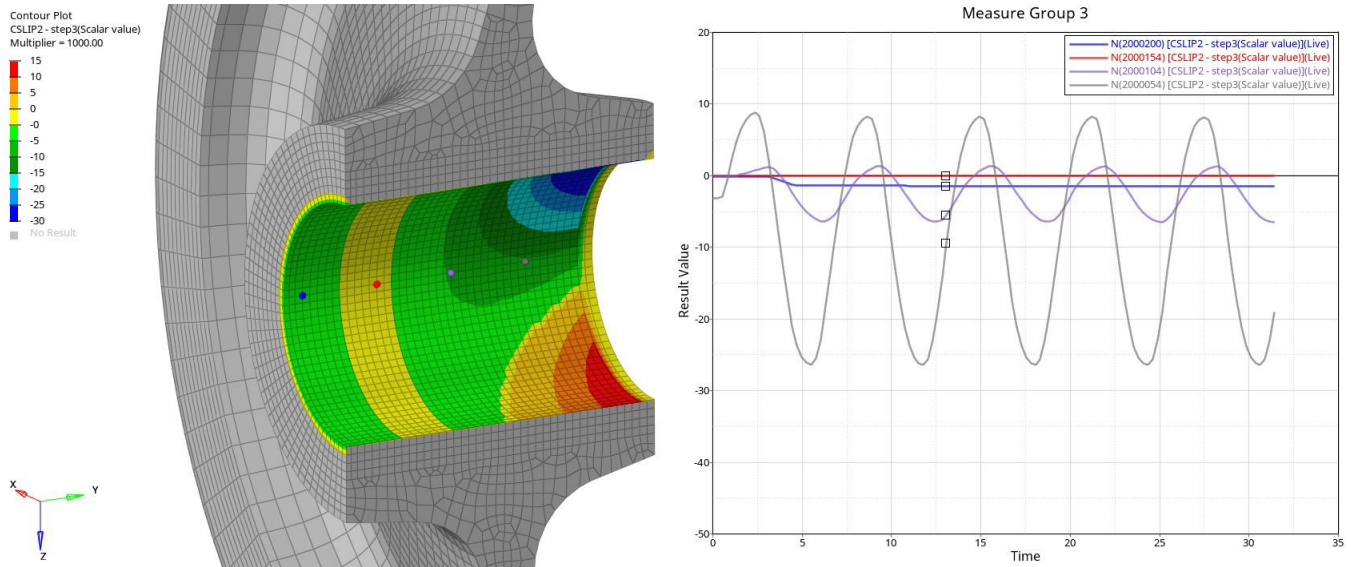 Contour Plot
CSLIP2 - step3(Scalar value)
Multiplier = 1000.00
15
10
5
0
-0
-5
-10
-15
-20
-25
-30
No Result
X
Y
Z
Measure Group 3
N(2000200) [CSLIP2 - step3(Scalar value)](Live)
N(2000154) [CSLIP2 - step3(Scalar value)](Live)
N(2000104) [CSLIP2 - step3(Scalar value)](Live)
N(2000054) [CSLIP2 - step3(Scalar value)](Live)
Result Value
20
10
0
-10
-20
-30
-40
-50
0
5
10
15
20
25
30
35
Time